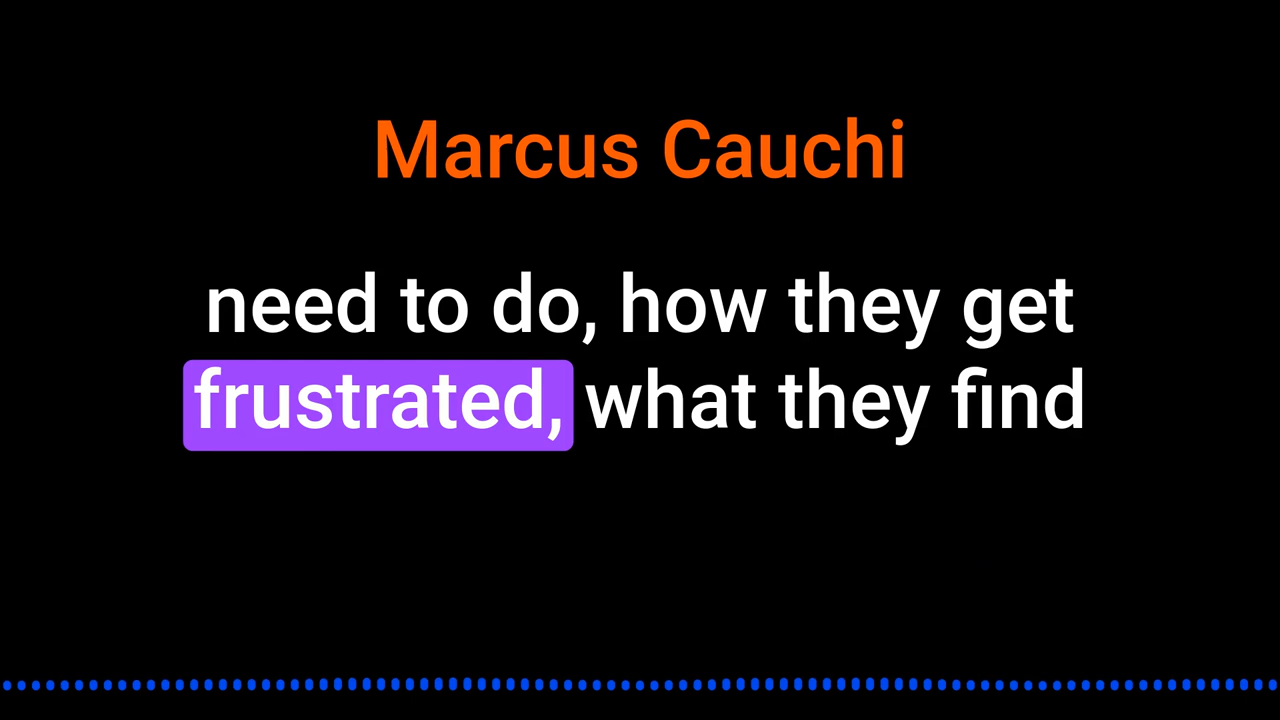 Marcus Cauchi
need to do, how they get
frustrated, what they find